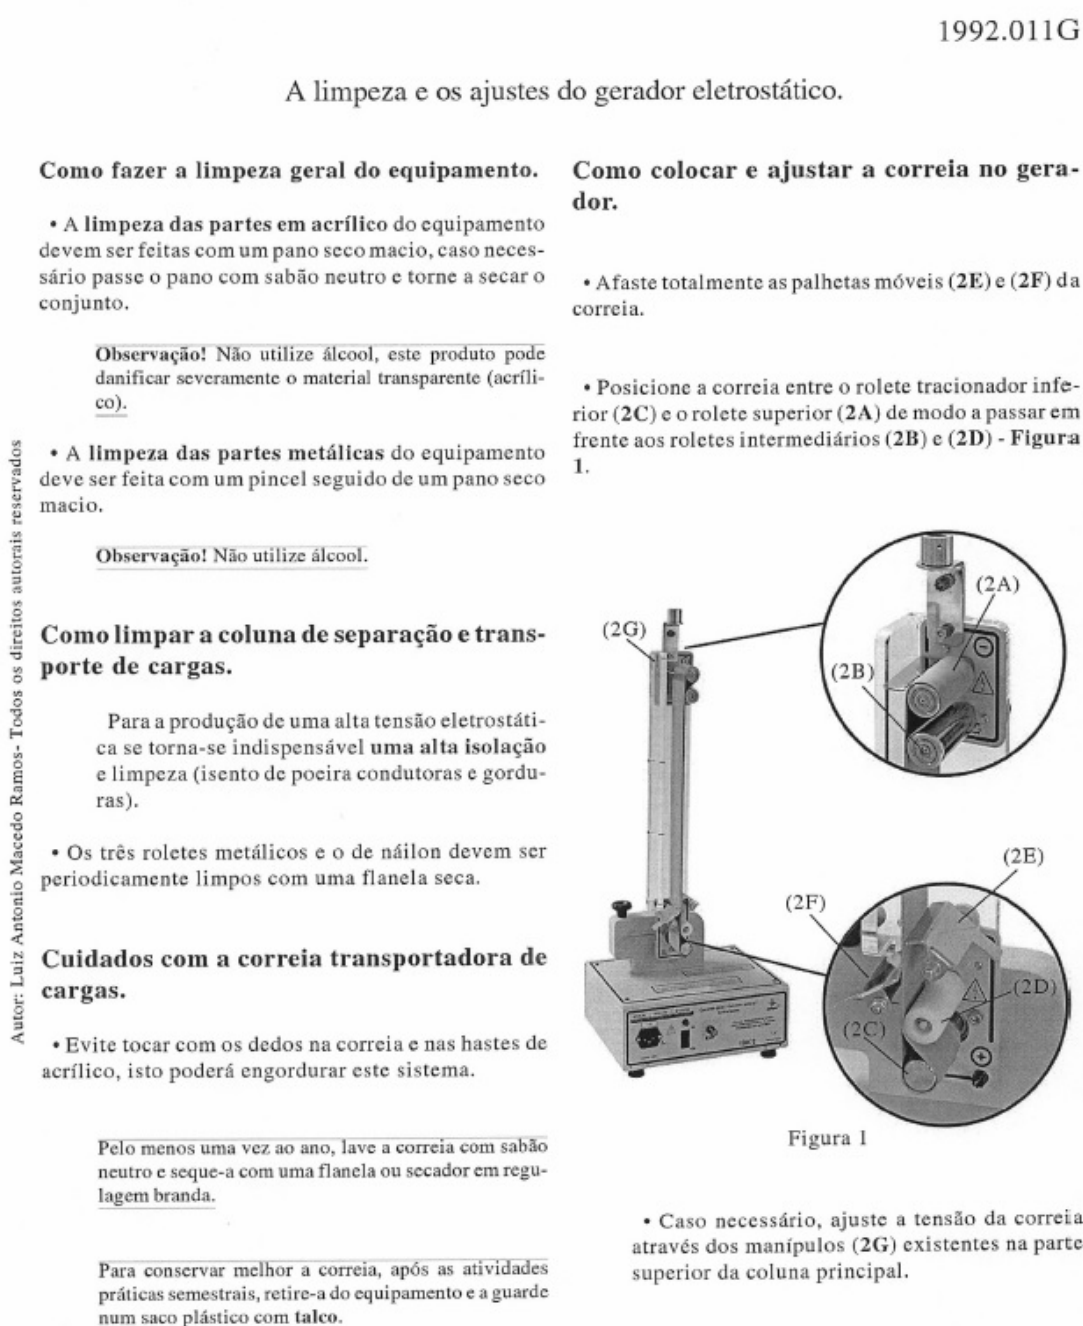 1992.011G
A limpeza e os ajustes do gerador eletrostático.
Como fazer a limpeza geral do equipamento.
• A limpeza das partes em acrílico do equipamento
devem ser feitas com um pano seco macio, caso neces-
sário passe o pano com sabão neutro e torne a secar o
conjunto.
Observação! Não utilize álcool, este produto pode
danificar severamente o material transparente (acríli-
co).
• A limpeza das partes metálicas do equipamento
deve ser feita com um pincel seguido de um pano seco
macio.
Observação! Não utilize álcool.
Como limpar a coluna de separação e trans-
porte de cargas.
Para a produção de uma alta tensão eletrostáti-
ca se torna-se indispensável uma alta isolação
e limpeza (isento de poeira condutoras e gordu-
ras).
• Os três roletes metálicos e o de náilon devem ser
periodicamente limpos com uma flanela seca.
Cuidados com a correia transportadora de
cargas.
• Evite tocar com os dedos na correia e nas hastes de
acrílico, isto poderá engordurar este sistema.
Pelo menos uma vez ao ano, lave a correia com sabão
neutro e seque-a com uma flanela ou secador em regu-
lagem branda.
Para conservar melhor a correia, após as atividades
práticas semestrais, retire-a do equipamento e a guarde
num saco plástico com talco.
Como colocar e ajustar a correia no gera-
dor.
• Afaste totalmente as palhetas móveis (2E) e (2F) da
correia.
• Posicione a correia entre o rolete tracionador infe-
rior (2C) e o rolete superior (2A) de modo a passar em
frente aos roletes intermediários (2B) e (2D) - Figura
1.
(2A)
(2G)
(2B)
(2E)
(2F)
(2D)
(2C)
Figura 1
• Caso necessário, ajuste a tensão da correia
através dos manípulos (2G) existentes na parte
superior da coluna principal.
Autor: Luiz Antonio Macedo Ramos- Todos os direitos autorais reservados